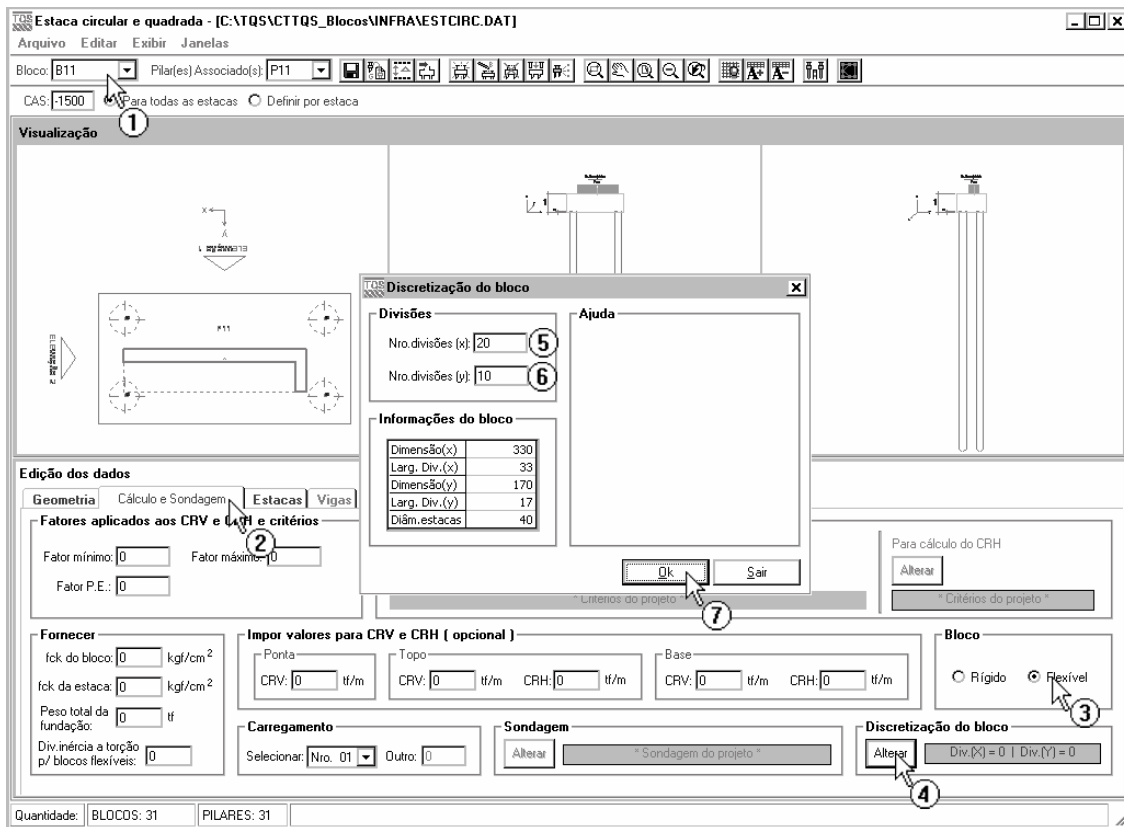 TQS Estaca circular e quadrada - [C:\TQS\CTTQS_Blocos\INFRA\ESTCIRC.DAT]
Arquivo Editar Exibir Janelas
Bloco: B11 Pilar(es) Associado(s): P11
CAS: -1500 Para todas as estacas Definir por estaca
1
Visualização
X
Y
ELEVAÇÃO 1
P11
ELEVAÇÃO 2
TQS Discretização do bloco
Divisões
Nro.divisões (x): 20 5
Nro.divisões (y): 10 6
Informações do bloco
Dimensão(x) 330
Larg. Div.(x) 33
Dimensão(y) 170
Larg. Div.(y) 17
Diâm.estacas 40
Ajuda
Ok Sair
7
Edição dos dados
Geometria Cálculo e Sondagem Estacas Vigas
2
Fatores aplicados aos CRV e CRH e critérios
Fator mínimo: 0 Fator máximo: 0
Fator P.E.: 0
" Critérios do projeto "
Para cálculo do CRH
Alterar
" Critérios do projeto "
Fornecer
fck do bloco: 0 kgf/cm²
fck da estaca: 0 kgf/cm²
Peso total da fundação: 0 tf
Div.inércia a torção p/ blocos flexíveis: 0
Impor valores para CRV e CRH ( opcional )
Ponta
CRV: 0 tf/m
Topo
CRV: 0 tf/m CRH: 0 tf/m
Base
CRV: 0 tf/m CRH: 0 tf/m
Bloco
Rígido Flexível
3
Carregamento
Selecionar: Nro. 01 Outro: 0
Sondagem
Alterar " Sondagem do projeto "
Discretização do bloco
Alterar Div.(X) = 0 | Div.(Y) = 0
4
Quantidade: BLOCOS: 31 PILARES: 31